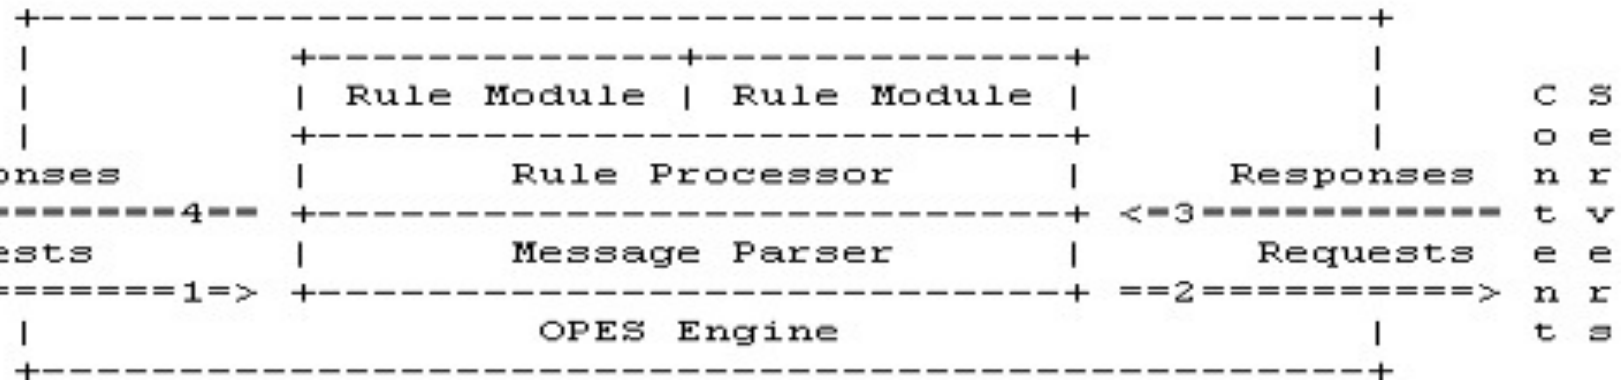 +-------------------------------------------------+
| +--------------+--------------+ |
| | Rule Module | Rule Module | | C S
| +-----------------------------+ | o e
onses | Rule Processor | Responses n r
=======4== +----------------------------+ <=3=========== t v
ests | Message Parser | Requests e e
=======1=> +----------------------------+ ==2==========> n r
| OPES Engine | t s
+-------------------------------------------------+